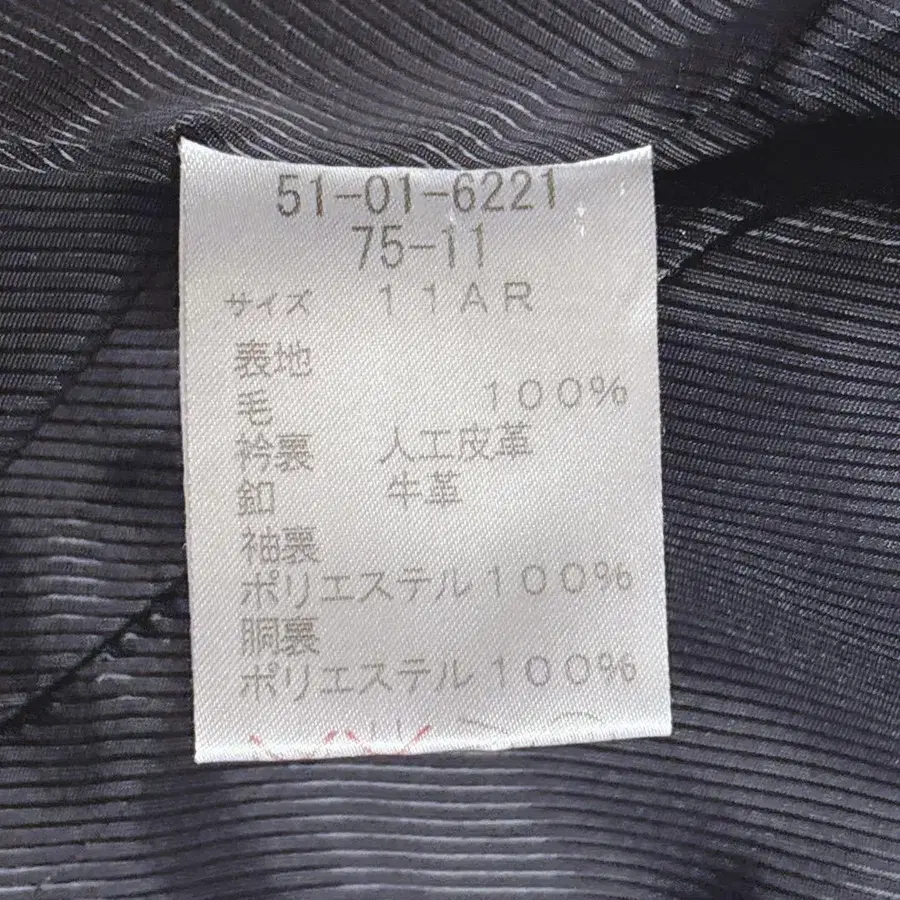 51-01-6221
75-11
サイズ 11AR
表地
毛 100%
衿裏 人工皮革
釦 牛革
袖裏
ポリエステル100%
胴裏
ポリエステル100%